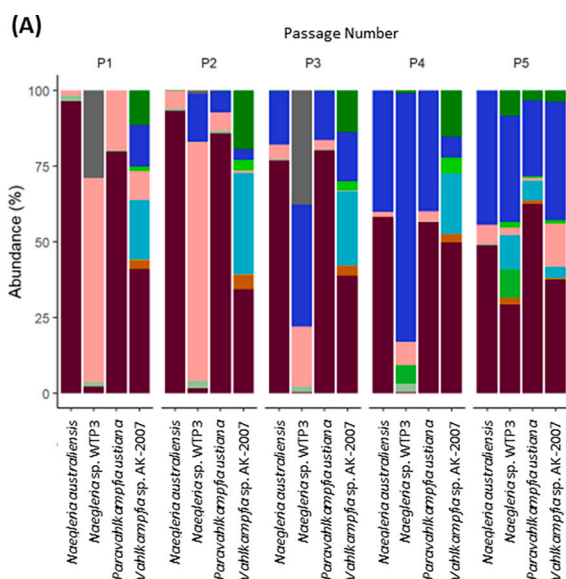 (A)
Passage Number
P1 P2 P3 P4 P5
Abundance (%)
100
75
50
25
0
Naegleria australiensis
Naegleria sp. WTP3
Paravahlkampfia ustiana
Vahlkampfia sp. AK-2007
Naegleria australiensis
Naegleria sp. WTP3
Paravahlkampfia ustiana
Vahlkampfia sp. AK-2007
Naegleria australiensis
Naegleria sp. WTP3
Paravahlkampfia ustiana
Vahlkampfia sp. AK-2007
Naegleria australiensis
Naegleria sp. WTP3
Paravahlkampfia ustiana
Vahlkampfia sp. AK-2007
Naegleria australiensis
Naegleria sp. WTP3
Paravahlkampfia ustiana
Vahlkampfia sp. AK-2007